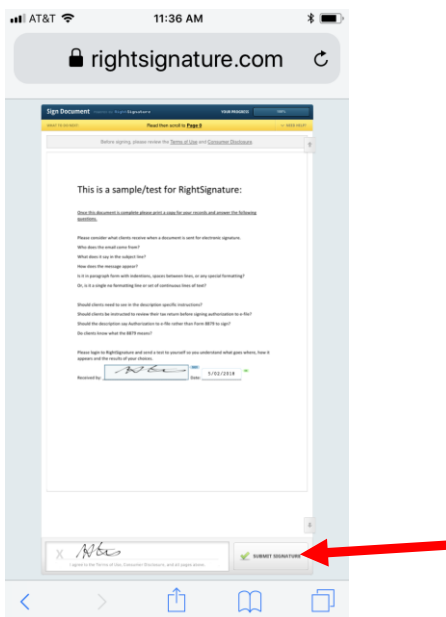 AT&T 11:36 AM
rightsignature.com
Sign Document RightSignature YOUR PROGRESS
Read then scroll to Page 2
Before signing, please review the Terms of Use and Consumer Disclosure
This is a sample/test for RightSignature:
Once this document is complete please print a copy for your records and answer the following
questions.
Please consider what clients receive when a document is sent for electronic signature.
Who does the email come from?
What does it say in the subject line?
How does the message appear?
Is it in paragraph form with indentions, spaces between lines, or any special formatting?
Or, is it a single no formatting line or set of continuous lines of text?
Should clients need to see in the description specific instructions?
Should clients be instructed to review their tax return before signing authorization to e-file?
Should the description say Authorization to e-file rather than Form 8879 to sign?
Do clients know what the 8879 means?
Please login to RightSignature and send a test to yourself so you understand what goes where, how it
appears and the results of your choices.
Received by: Date: 5/02/2018
X
I agree to the Terms of Use, Consumer Disclosure, and all pages above.
SUBMIT SIGNATURE